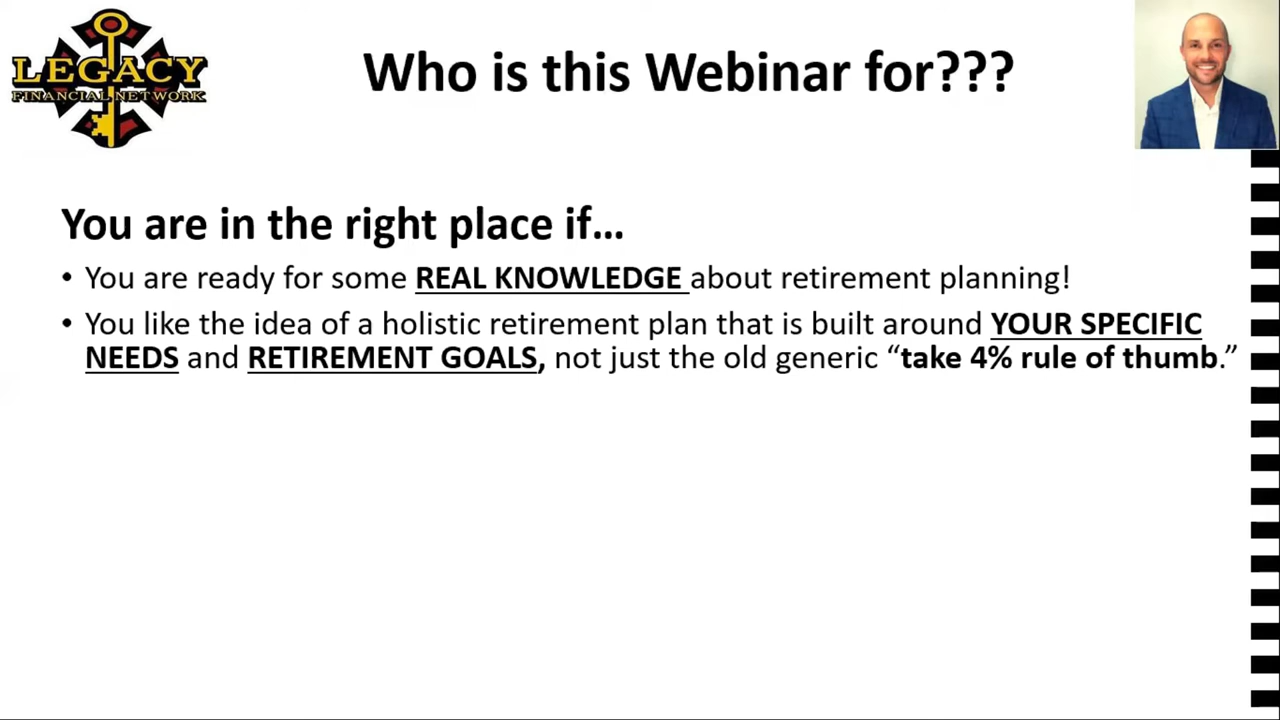 LEGACY
FINANCIAL NETWORK
Who is this Webinar for???
You are in the right place if...
• You are ready for some REAL KNOWLEDGE about retirement planning!
• You like the idea of a holistic retirement plan that is built around YOUR SPECIFIC
NEEDS and RETIREMENT GOALS, not just the old generic “take 4% rule of thumb.”